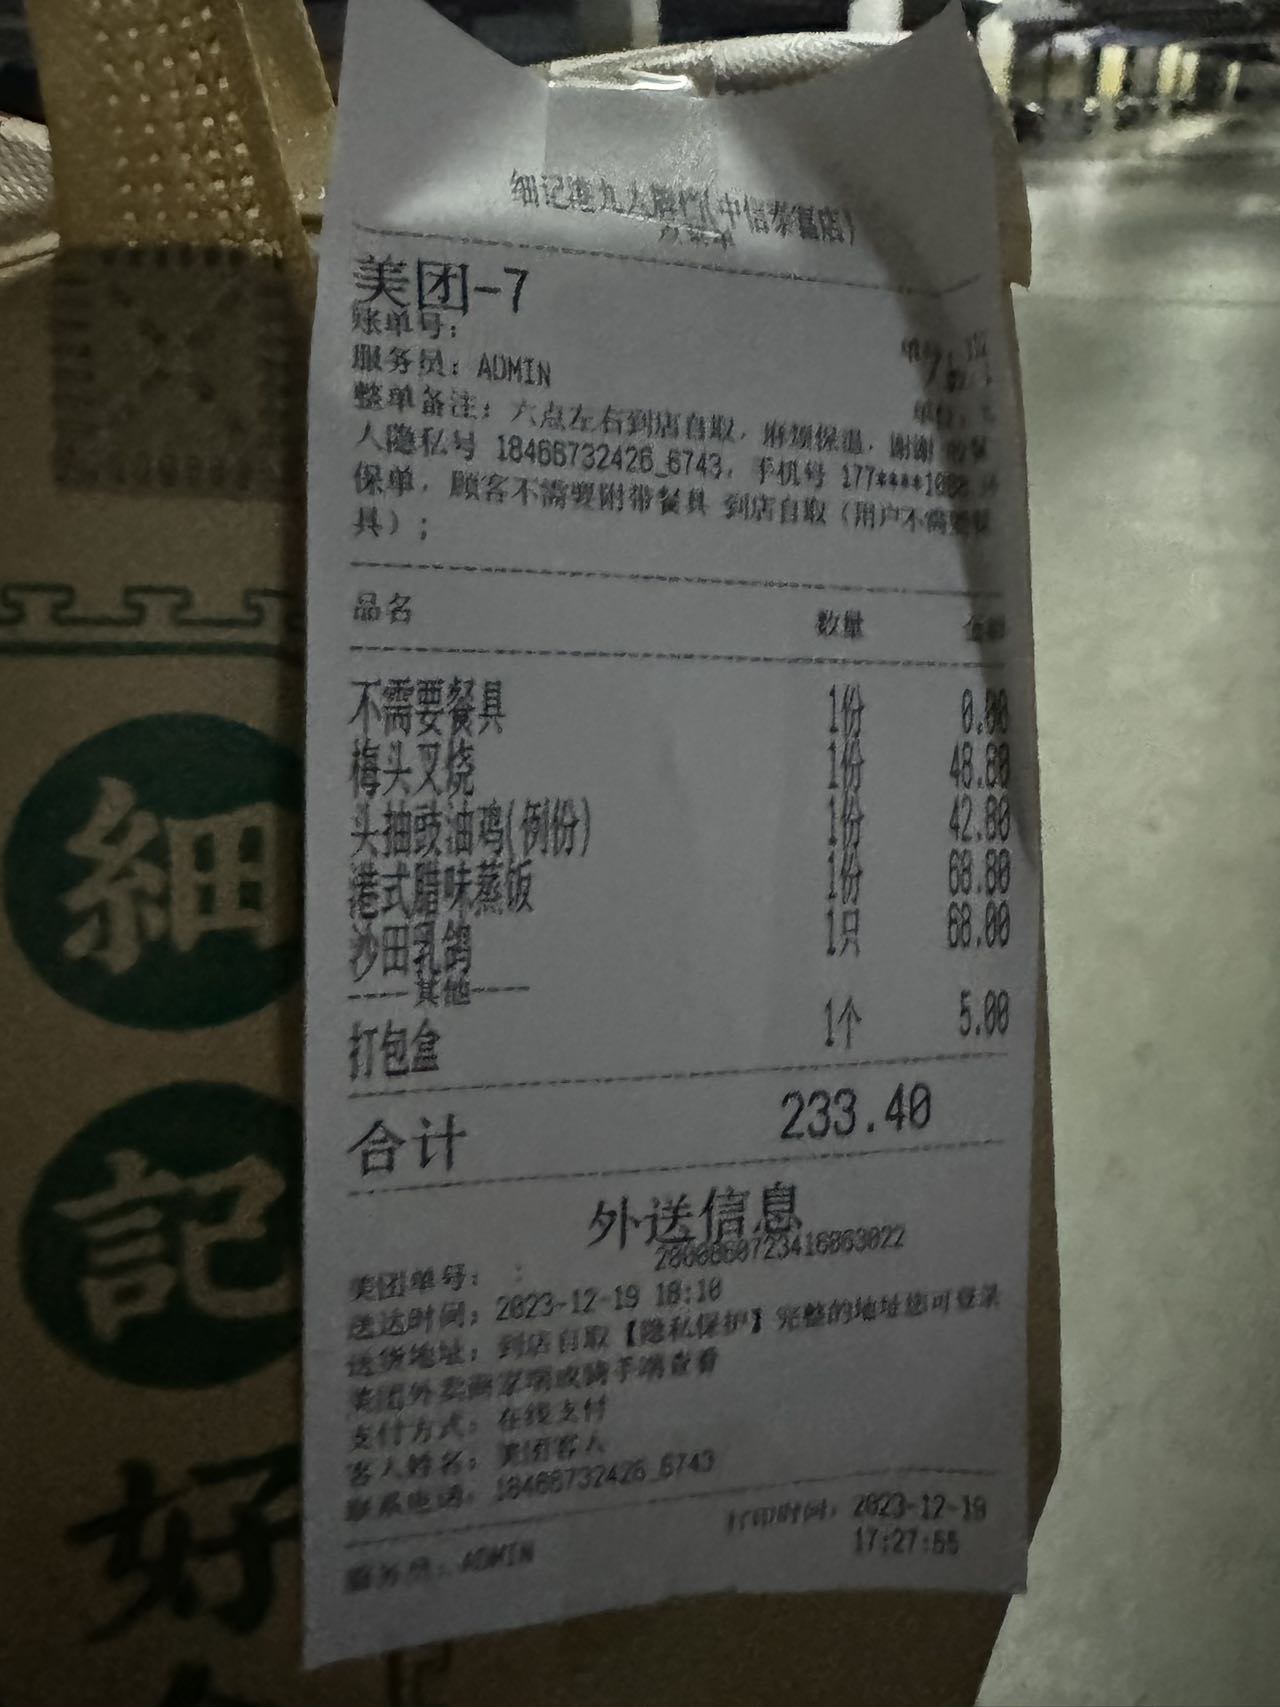 细记港九大牌档(中信泰富店)
美团-7
账单号:
服务员: ADMIN
整单备注: 六点左右到店自取, 麻烦保温, 谢谢
人隐私号 18466732426_6743, 手机号 177****10
保单, 顾客不需要附带餐具 到店自取(用户不需要餐
具);
品名 数量 金额
不需要餐具 1份 0.00
梅头叉烧 1份 48.80
头抽豉油鸡(例份) 1份 42.80
港式腊味蒸饭 1份 68.80
沙田乳鸽 1只 68.00
----其他----
打包盒 1个 5.00
合计 233.40
外送信息
美团单号: 2800860723416863022
送达时间: 2023-12-19 18:10
送货地址: 到店自取【隐私保护】完整的地址您可登录
美团外卖商家端或骑手端查看
支付方式: 在线支付
客人姓名: 美团客人
联系电话: 18466732426_6743
打印时间: 2023-12-19
17:27:55
服务员: ADMIN
細
記
好